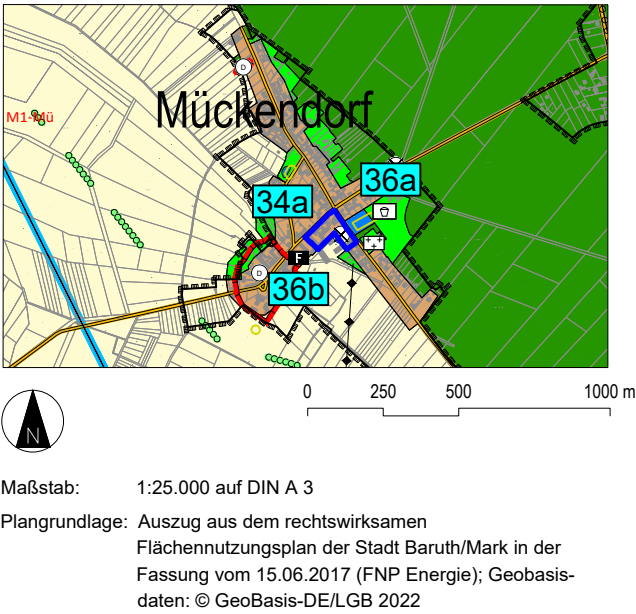 D
Mückendorf
M1-Mü
36a
34a
F
D
36b
N
0 250 500 1000 m
Maßstab: 1:25.000 auf DIN A 3
Plangrundlage: Auszug aus dem rechtswirksamen
Flächennutzungsplan der Stadt Baruth/Mark in der
Fassung vom 15.06.2017 (FNP Energie); Geobasis-
daten: © GeoBasis-DE/LGB 2022